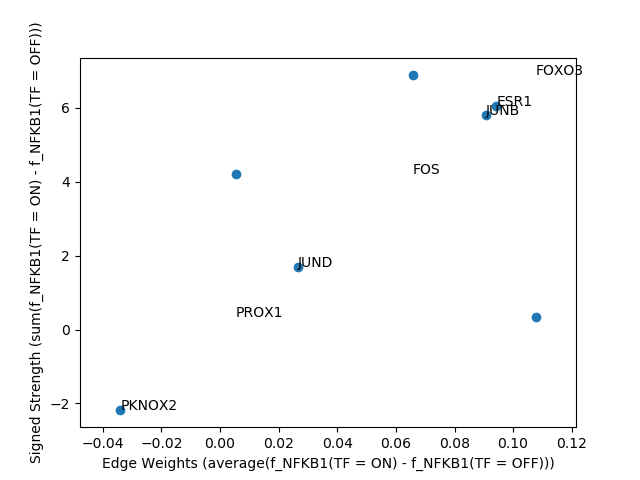 Signed Strength (sum(f_NFKB1(TF = ON) - f_NFKB1(TF = OFF)))
6
4
2
0
−2
FOXO3
ESR1
JUNB
FOS
JUND
PROX1
PKNOX2
−0.04
−0.02
0.00
0.02
0.04
0.06
0.08
0.10
0.12
Edge Weights (average(f_NFKB1(TF = ON) - f_NFKB1(TF = OFF)))